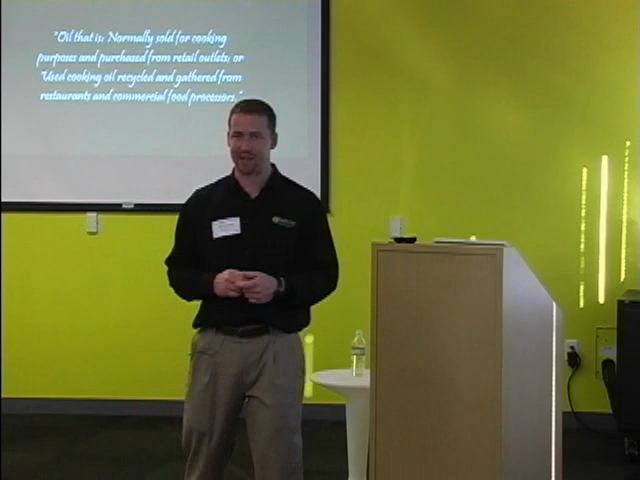 "Oil that is: Normally sold for cooking
purposes and purchased from retail outlets; or
Used cooking oil recycled and gathered from
restaurants and commercial food processors."